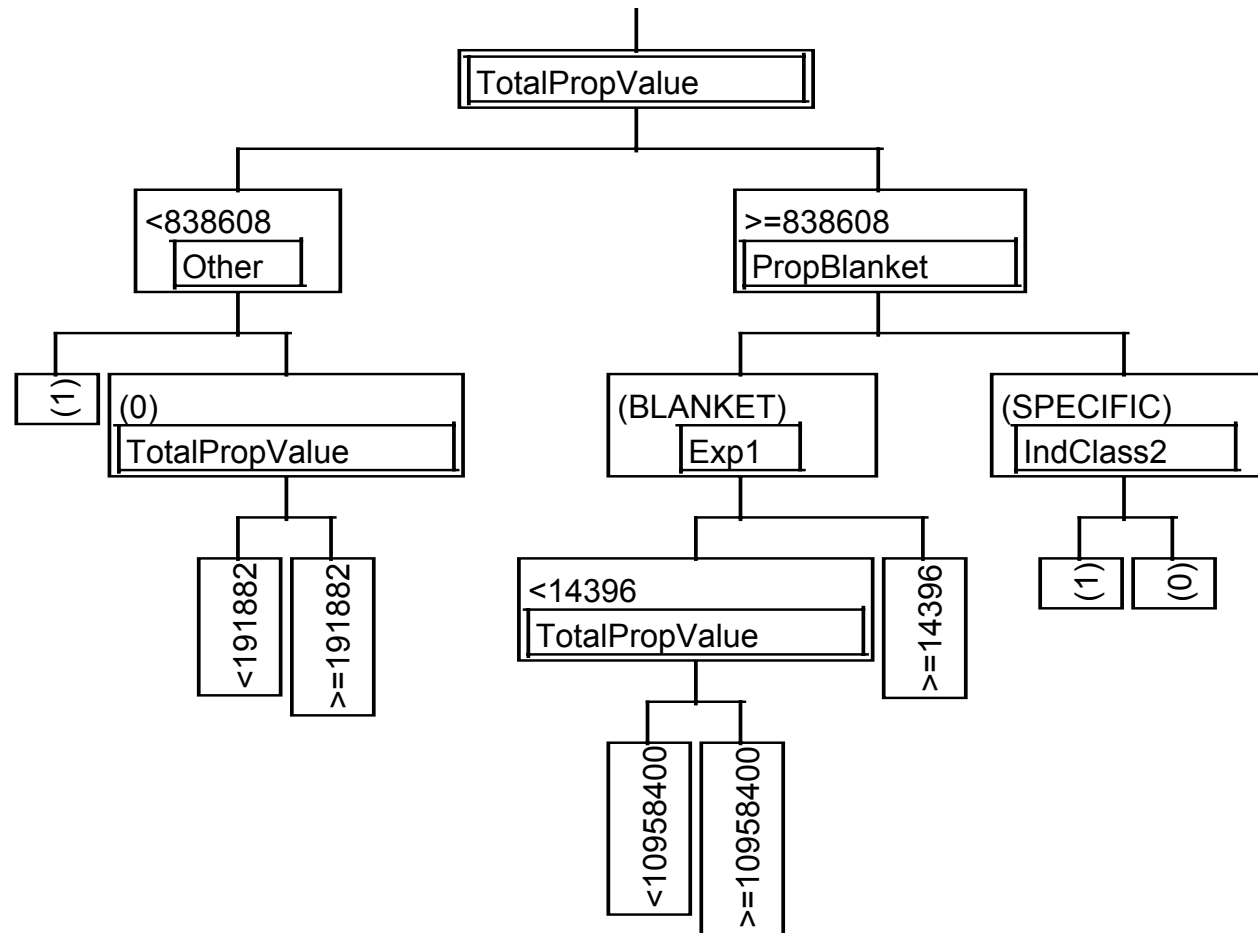 TotalPropValue
<838608
Other
>=838608
PropBlanket
(1)
(0)
TotalPropValue
(BLANKET)
Exp1
(SPECIFIC)
IndClass2
<191882
>=191882
<14396
TotalPropValue
>=14396
(1)
(0)
<10958400
>=10958400